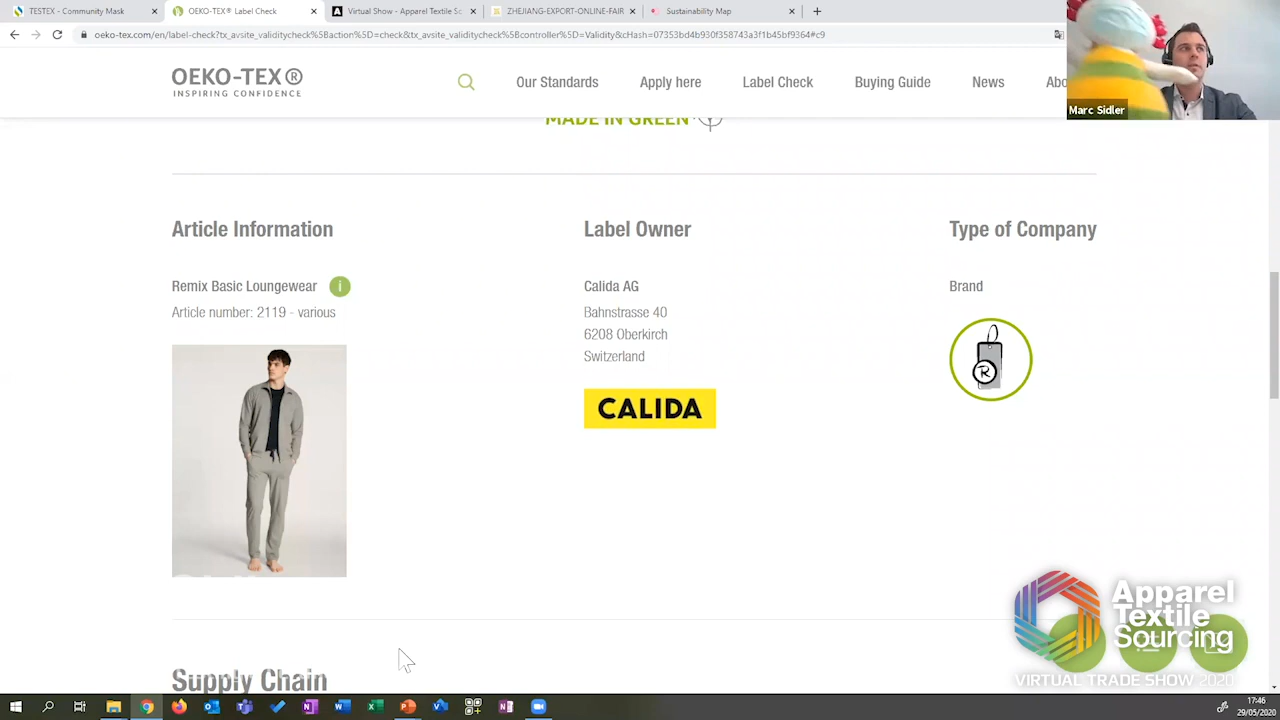 TESTEX - Community Mask
OEKO-TEX® Label Check
Virtual Show - Apparel Textile Sc
ZHEJIANG-EXPORT-ONLINE-FAIR
Sustainability Map
oeko-tex.com/en/label-check?tx_avsite_validitycheck%5Baction%5D=check&tx_avsite_validitycheck%5Bcontroller%5D=Validity&cHash=07353bd4b930f358743a3f1b45bf9364#c9
OEKO-TEX®
INSPIRING CONFIDENCE
Our Standards
Apply here
Label Check
Buying Guide
News
Abo
Marc Sidler
MADE IN GREEN
Article Information
Label Owner
Type of Company
Remix Basic Loungewear i
Calida AG
Brand
Article number: 2119 - various
Bahnstrasse 40
6208 Oberkirch
Switzerland
R
CALIDA
Apparel
Textile
Sourcing
VIRTUAL TRADE SHOW 2020
Supply Chain
17:46
29/05/2020